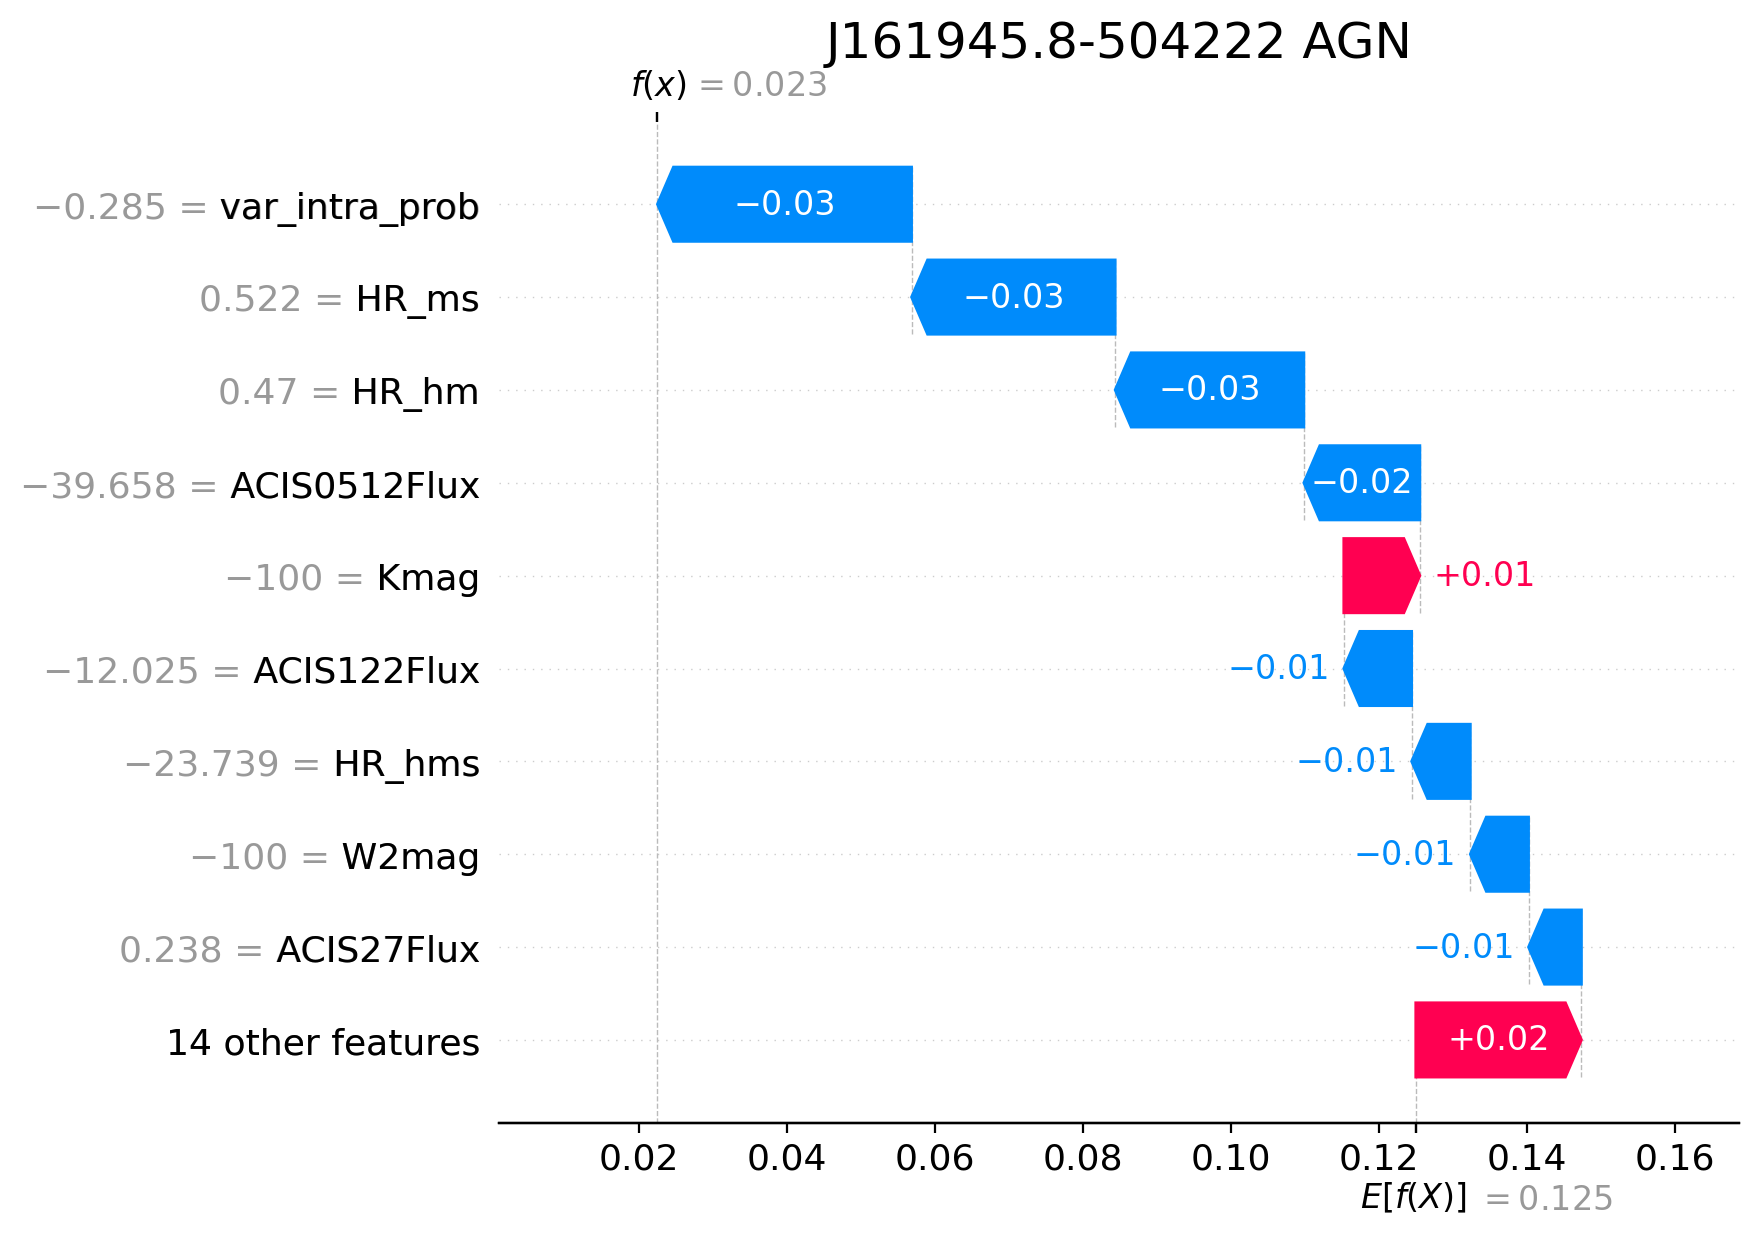 J161945.8-504222 AGN
f(x) = 0.023
−0.285 = var_intra_prob −0.03
0.522 = HR_ms −0.03
0.47 = HR_hm −0.03
−39.658 = ACIS0512Flux −0.02
−100 = Kmag +0.01
−12.025 = ACIS122Flux −0.01
−23.739 = HR_hms −0.01
−100 = W2mag −0.01
0.238 = ACIS27Flux −0.01
14 other features +0.02
0.02 0.04 0.06 0.08 0.10 0.12 0.14 0.16
E[f(X)] = 0.125